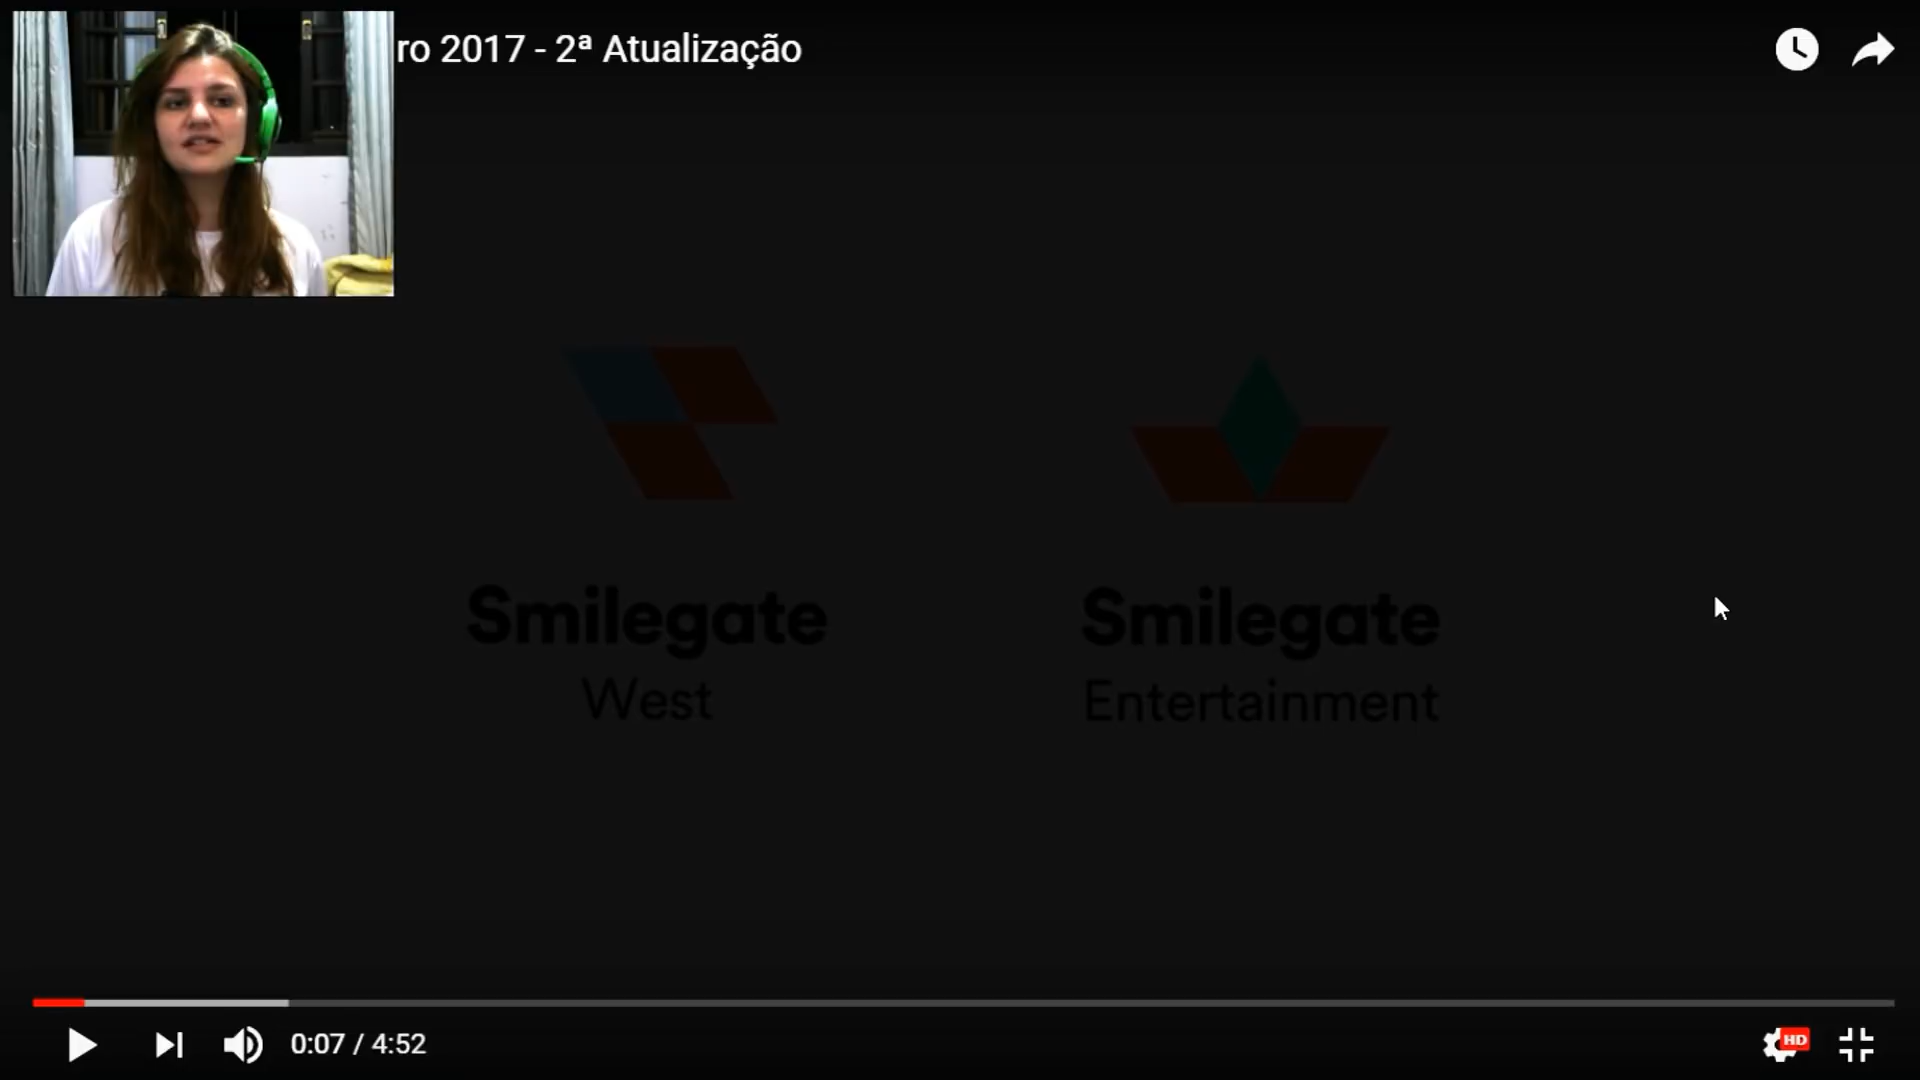 ro 2017 - 2ª Atualização
Smilegate
West
Smilegate
Entertainment
0:07 / 4:52
HD